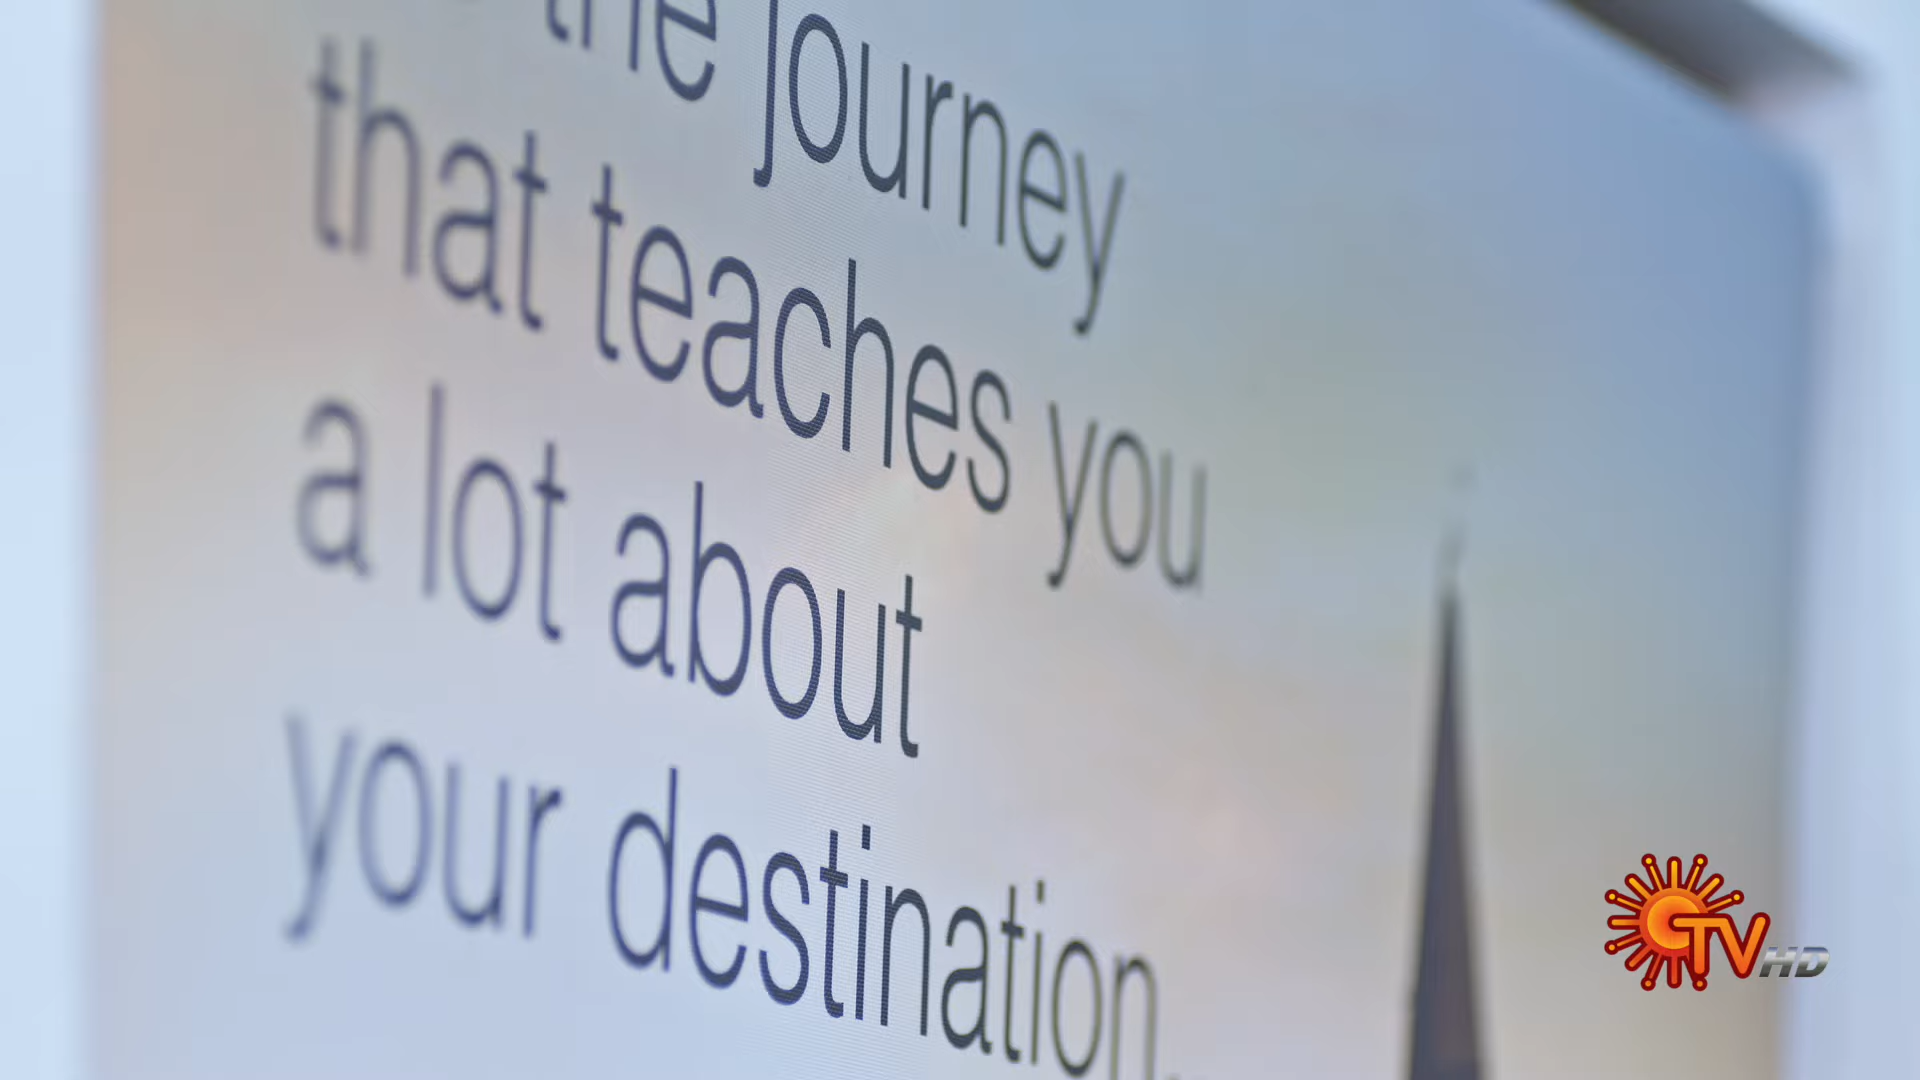 the journey
that teaches you
a lot about
your destination.
TV HD